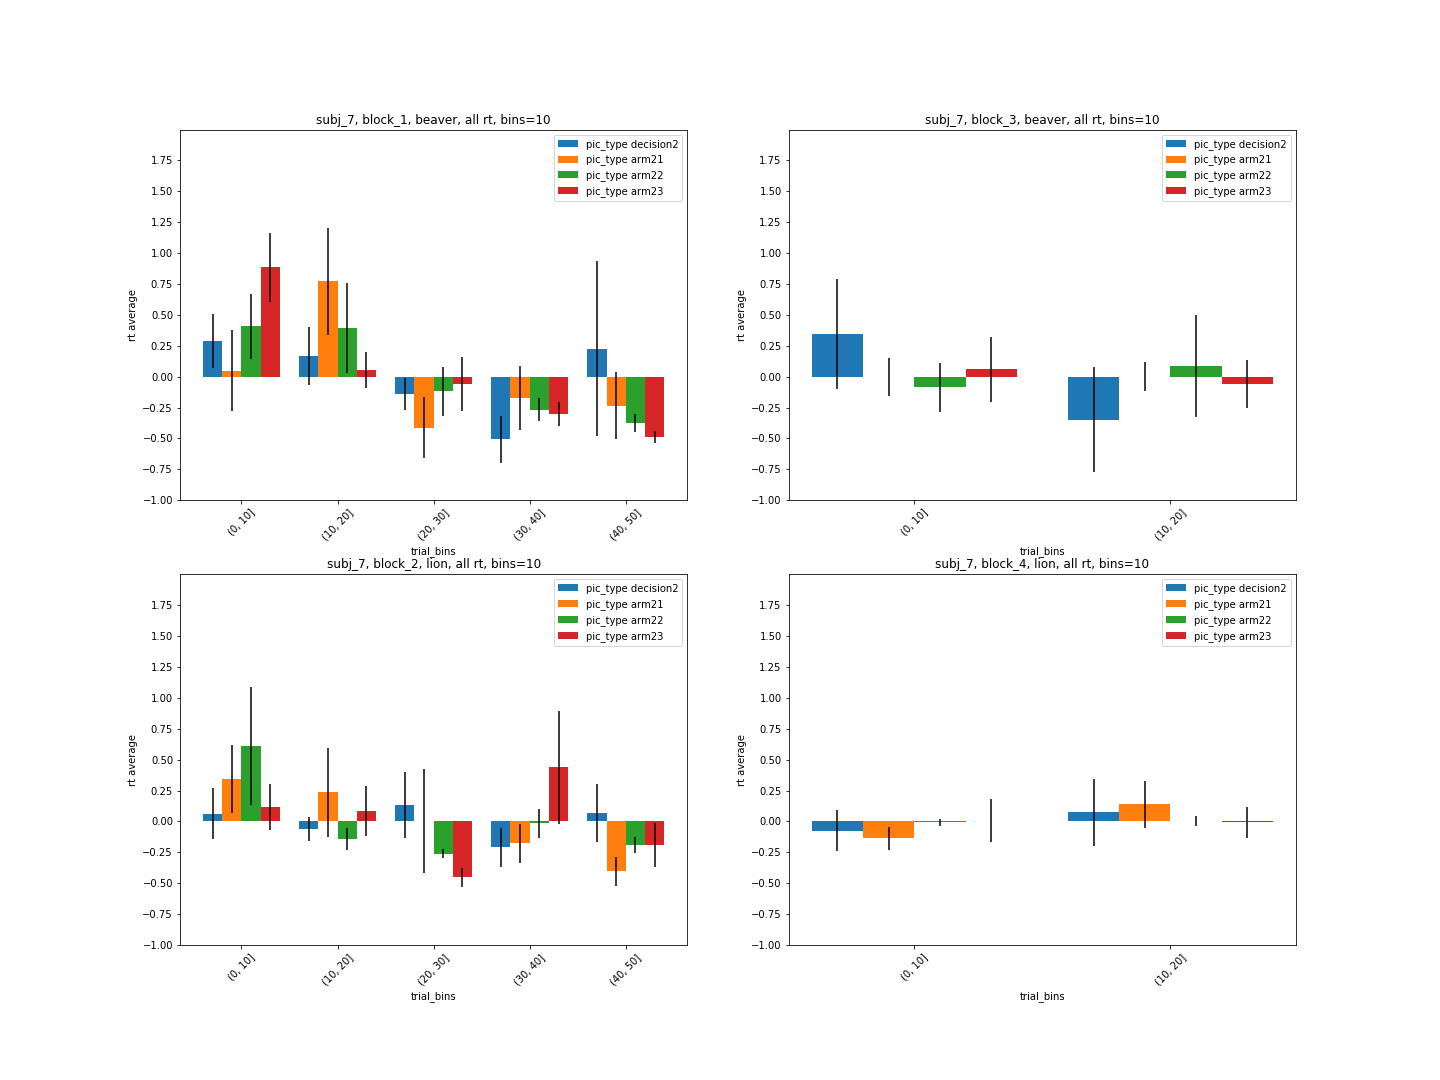 subj_7, block_1, beaver, all rt, bins=10
pic_type decision2
pic_type arm21
pic_type arm22
pic_type arm23
1.75
1.50
1.25
1.00
0.75
0.50
0.25
0.00
−0.25
−0.50
−0.75
−1.00
rt average
(0, 10]
(10, 20]
(20, 30]
(30, 40]
(40, 50]
trial_bins
subj_7, block_3, beaver, all rt, bins=10
pic_type decision2
pic_type arm21
pic_type arm22
pic_type arm23
1.75
1.50
1.25
1.00
0.75
0.50
0.25
0.00
−0.25
−0.50
−0.75
−1.00
rt average
(0, 10]
(10, 20]
trial_bins
subj_7, block_2, lion, all rt, bins=10
pic_type decision2
pic_type arm21
pic_type arm22
pic_type arm23
1.75
1.50
1.25
1.00
0.75
0.50
0.25
0.00
−0.25
−0.50
−0.75
−1.00
rt average
(0, 10]
(10, 20]
(20, 30]
(30, 40]
(40, 50]
trial_bins
subj_7, block_4, lion, all rt, bins=10
pic_type decision2
pic_type arm21
pic_type arm22
pic_type arm23
1.75
1.50
1.25
1.00
0.75
0.50
0.25
0.00
−0.25
−0.50
−0.75
−1.00
rt average
(0, 10]
(10, 20]
trial_bins